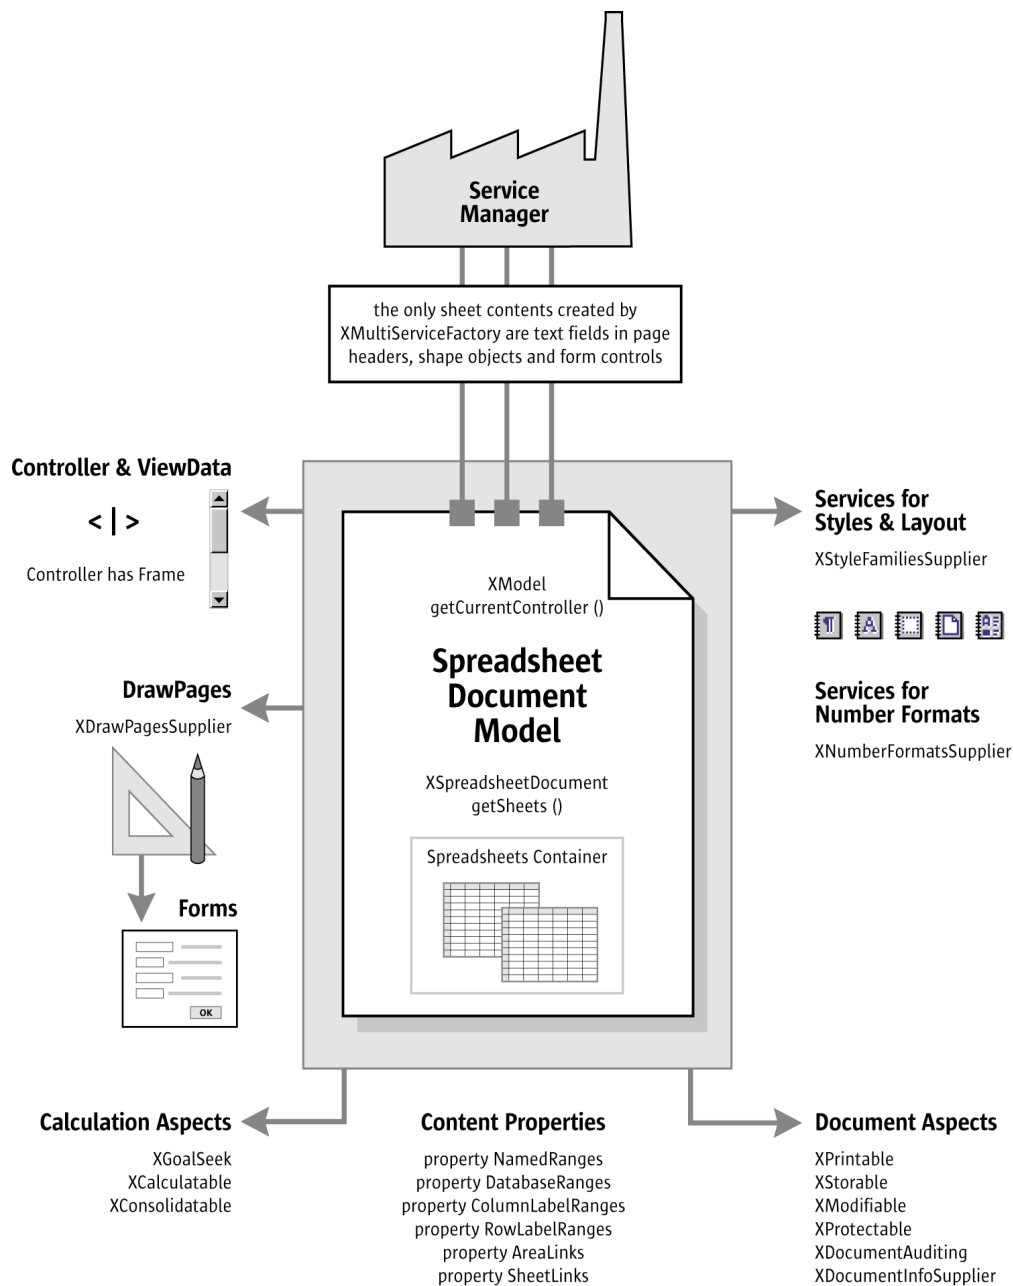 Service
Manager
the only sheet contents created by
XMultiServiceFactory are text fields in page
headers, shape objects and form controls
Controller & ViewData
< | >
Controller has Frame
Services for
Styles & Layout
XStyleFamiliesSupplier
¶ A A
XModel
getCurrentController ()
Spreadsheet
Document
Model
XSpreadsheetDocument
getSheets ()
Spreadsheets Container
DrawPages
XDrawPagesSupplier
Forms
OK
Services for
Number Formats
XNumberFormatsSupplier
Calculation Aspects
XGoalSeek
XCalculatable
XConsolidatable
Content Properties
property NamedRanges
property DatabaseRanges
property ColumnLabelRanges
property RowLabelRanges
property AreaLinks
property SheetLinks
Document Aspects
XPrintable
XStorable
XModifiable
XProtectable
XDocumentAuditing
XDocumentInfoSupplier